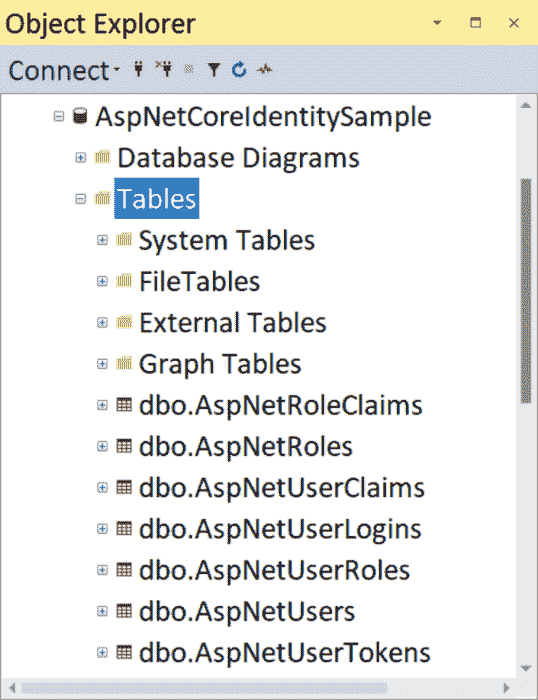 Object Explorer
Connect
AspNetCoreIdentitySample
Database Diagrams
Tables
System Tables
FileTables
External Tables
Graph Tables
dbo.AspNetRoleClaims
dbo.AspNetRoles
dbo.AspNetUserClaims
dbo.AspNetUserLogins
dbo.AspNetUserRoles
dbo.AspNetUsers
dbo.AspNetUserTokens